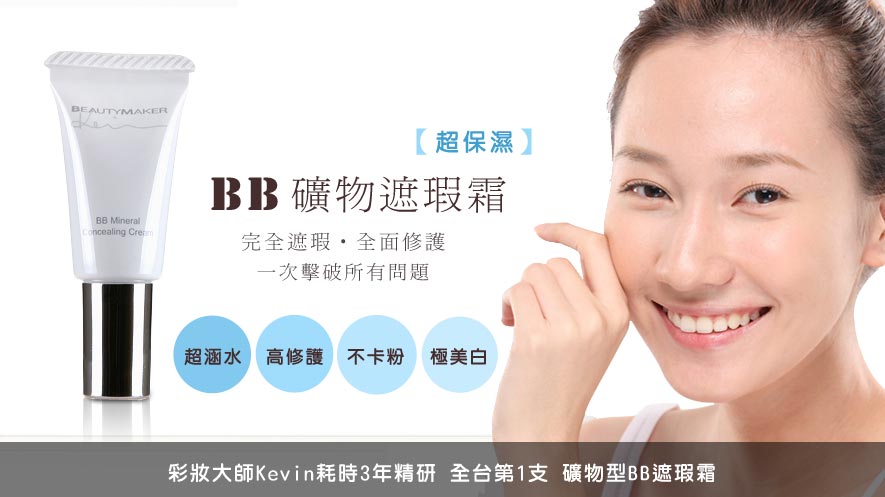 BEAUTYMAKER
Kevin
BB Mineral
Concealing Cream
【超保濕】
BB 礦物遮瑕霜
完全遮瑕・全面修護
一次擊破所有問題
超涵水 高修護 不卡粉 極美白
彩妝大師Kevin耗時3年精研 全台第1支 礦物型BB遮瑕霜